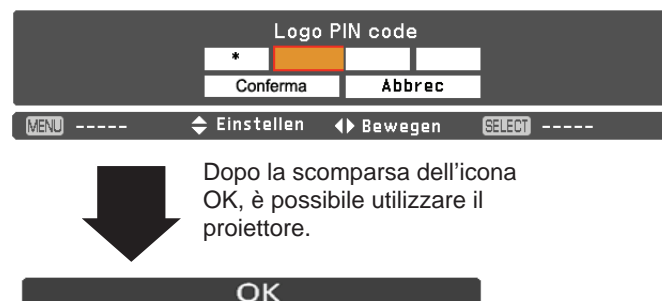 Logo PIN code
*
Conferma Abbrec
MENU ----- Einstellen Bewegen SELECT -----
Dopo la scomparsa dell'icona
OK, è possibile utilizzare il
proiettore.
OK